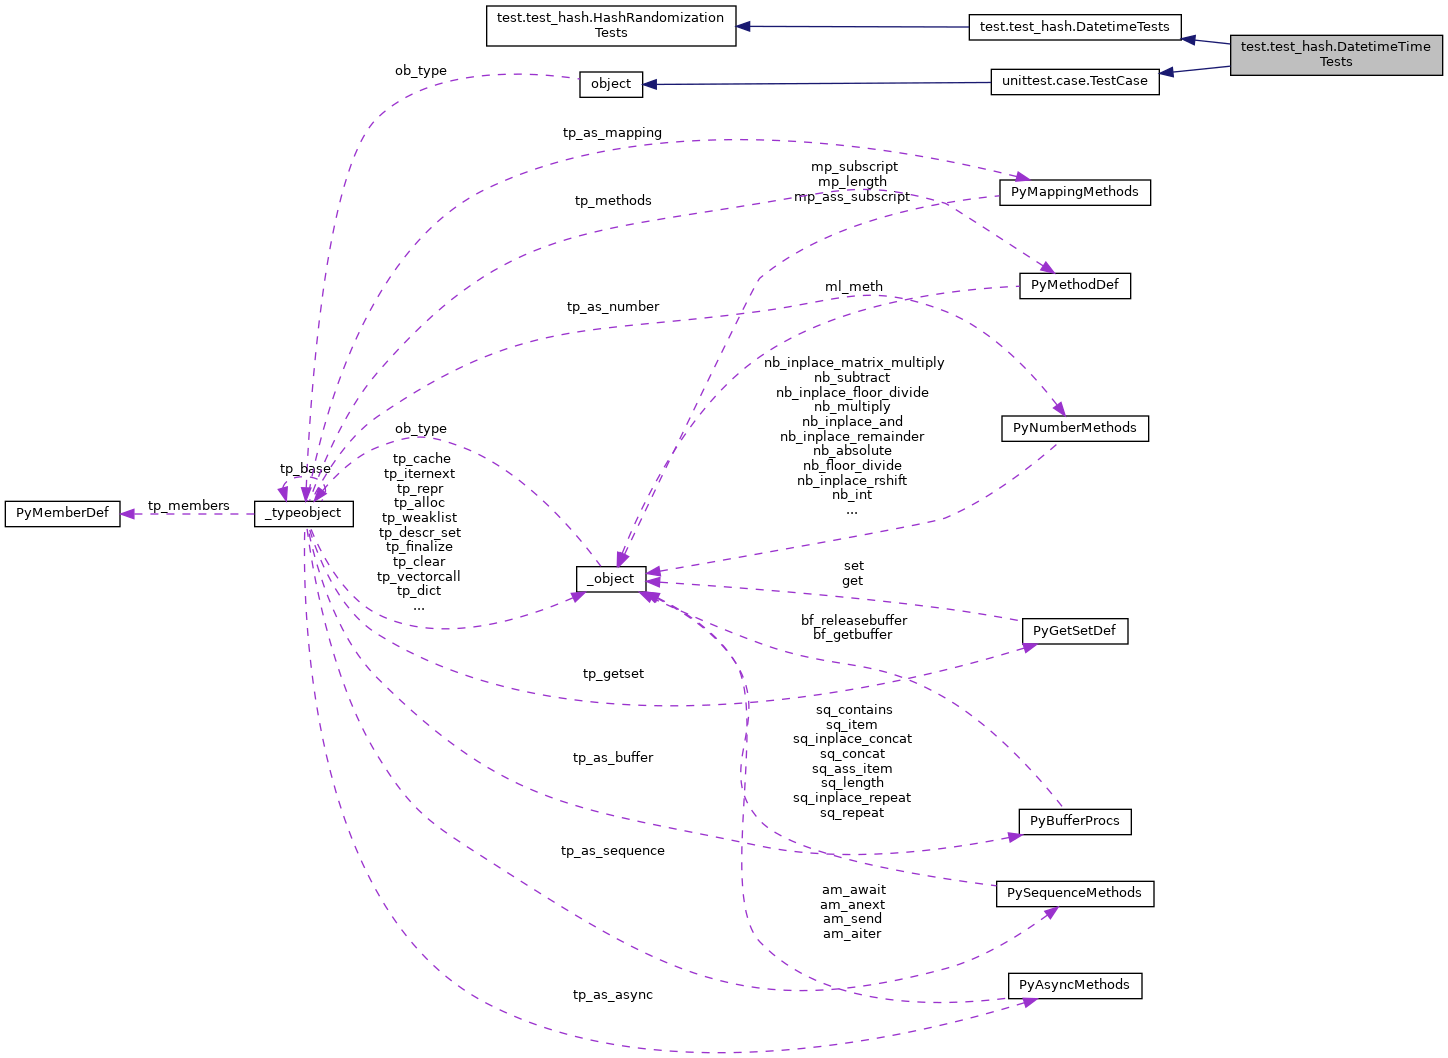 test.test_hash.HashRandomization
Tests
test.test_hash.DatetimeTests
test.test_hash.DatetimeTime
Tests
ob_type
object
unittest.case.TestCase
tp_as_mapping
mp_subscript
mp_length
mp_ass_subscript
PyMappingMethods
tp_methods
PyMethodDef
ml_meth
tp_as_number
nb_inplace_matrix_multiply
nb_subtract
nb_inplace_floor_divide
nb_multiply
nb_inplace_and
nb_inplace_remainder
nb_absolute
nb_floor_divide
nb_inplace_rshift
nb_int
...
PyNumberMethods
ob_type
tp_cache
tp_iternext
tp_repr
tp_alloc
tp_weaklist
tp_descr_set
tp_finalize
tp_clear
tp_vectorcall
tp_dict
...
tp_base
PyMemberDef
tp_members
_typeobject
_object
set
get
bf_releasebuffer
bf_getbuffer
PyGetSetDef
tp_getset
sq_contains
sq_item
sq_inplace_concat
sq_concat
sq_ass_item
sq_length
sq_inplace_repeat
sq_repeat
tp_as_buffer
PyBufferProcs
tp_as_sequence
PySequenceMethods
am_await
am_anext
am_send
am_aiter
tp_as_async
PyAsyncMethods